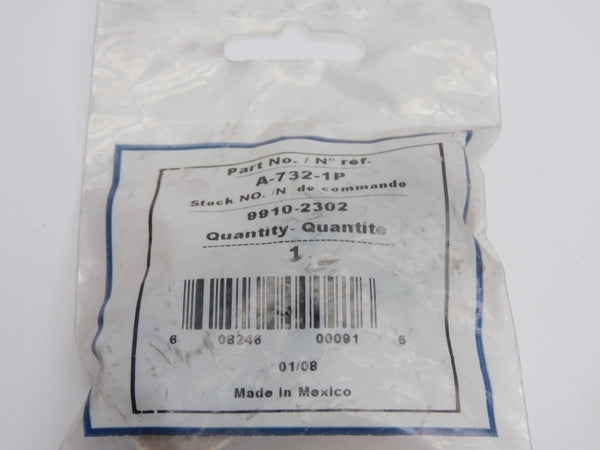 Part No. / N° réf-
A-732-1P
Stock NO. /N de commande
9910-2302
Quantity- Quantite
1
6 08246 00091 6
01/08
Made in Mexico